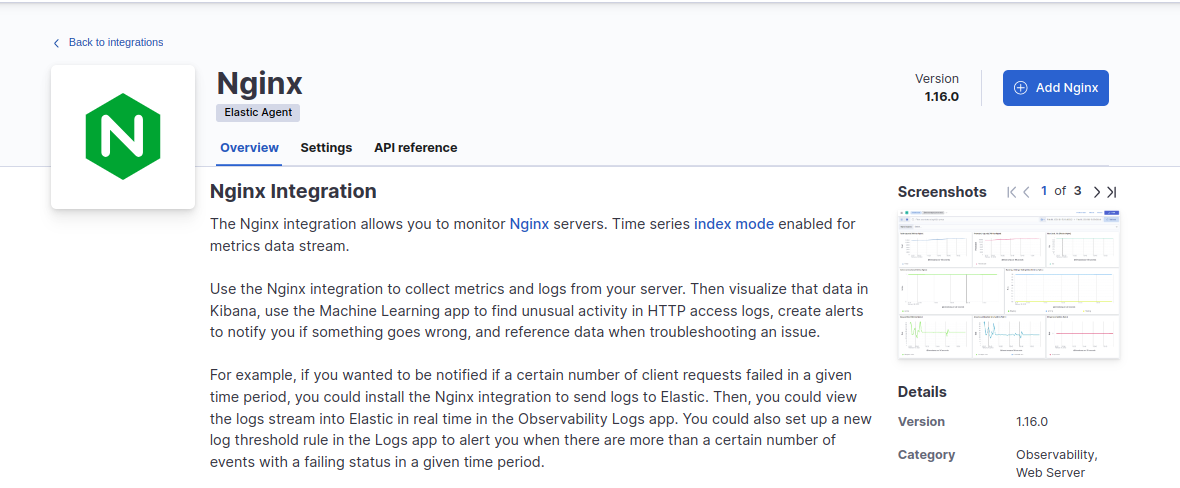 Back to integrations
Nginx
Elastic Agent
Version
1.16.0
Add Nginx
Overview
Settings
API reference
Nginx Integration
The Nginx integration allows you to monitor Nginx servers. Time series index mode enabled for
metrics data stream.
Use the Nginx integration to collect metrics and logs from your server. Then visualize that data in
Kibana, use the Machine Learning app to find unusual activity in HTTP access logs, create alerts
to notify you if something goes wrong, and reference data when troubleshooting an issue.
For example, if you wanted to be notified if a certain number of client requests failed in a given
time period, you could install the Nginx integration to send logs to Elastic. Then, you could view
the logs stream into Elastic in real time in the Observability Logs app. You could also set up a new
log threshold rule in the Logs app to alert you when there are more than a certain number of
events with a failing status in a given time period.
Screenshots
1 of 3
Details
Version 1.16.0
Category Observability,
Web Server